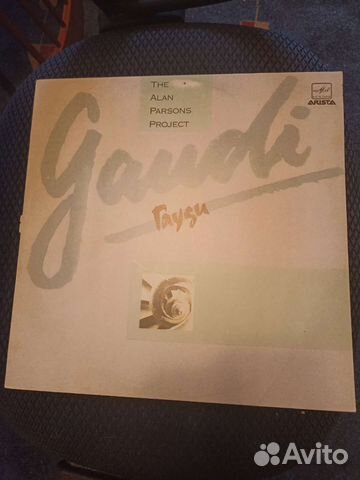 THE
ALAN
PARSONS
PROJECT
ARISTA
gaudi
Гауди
Avito